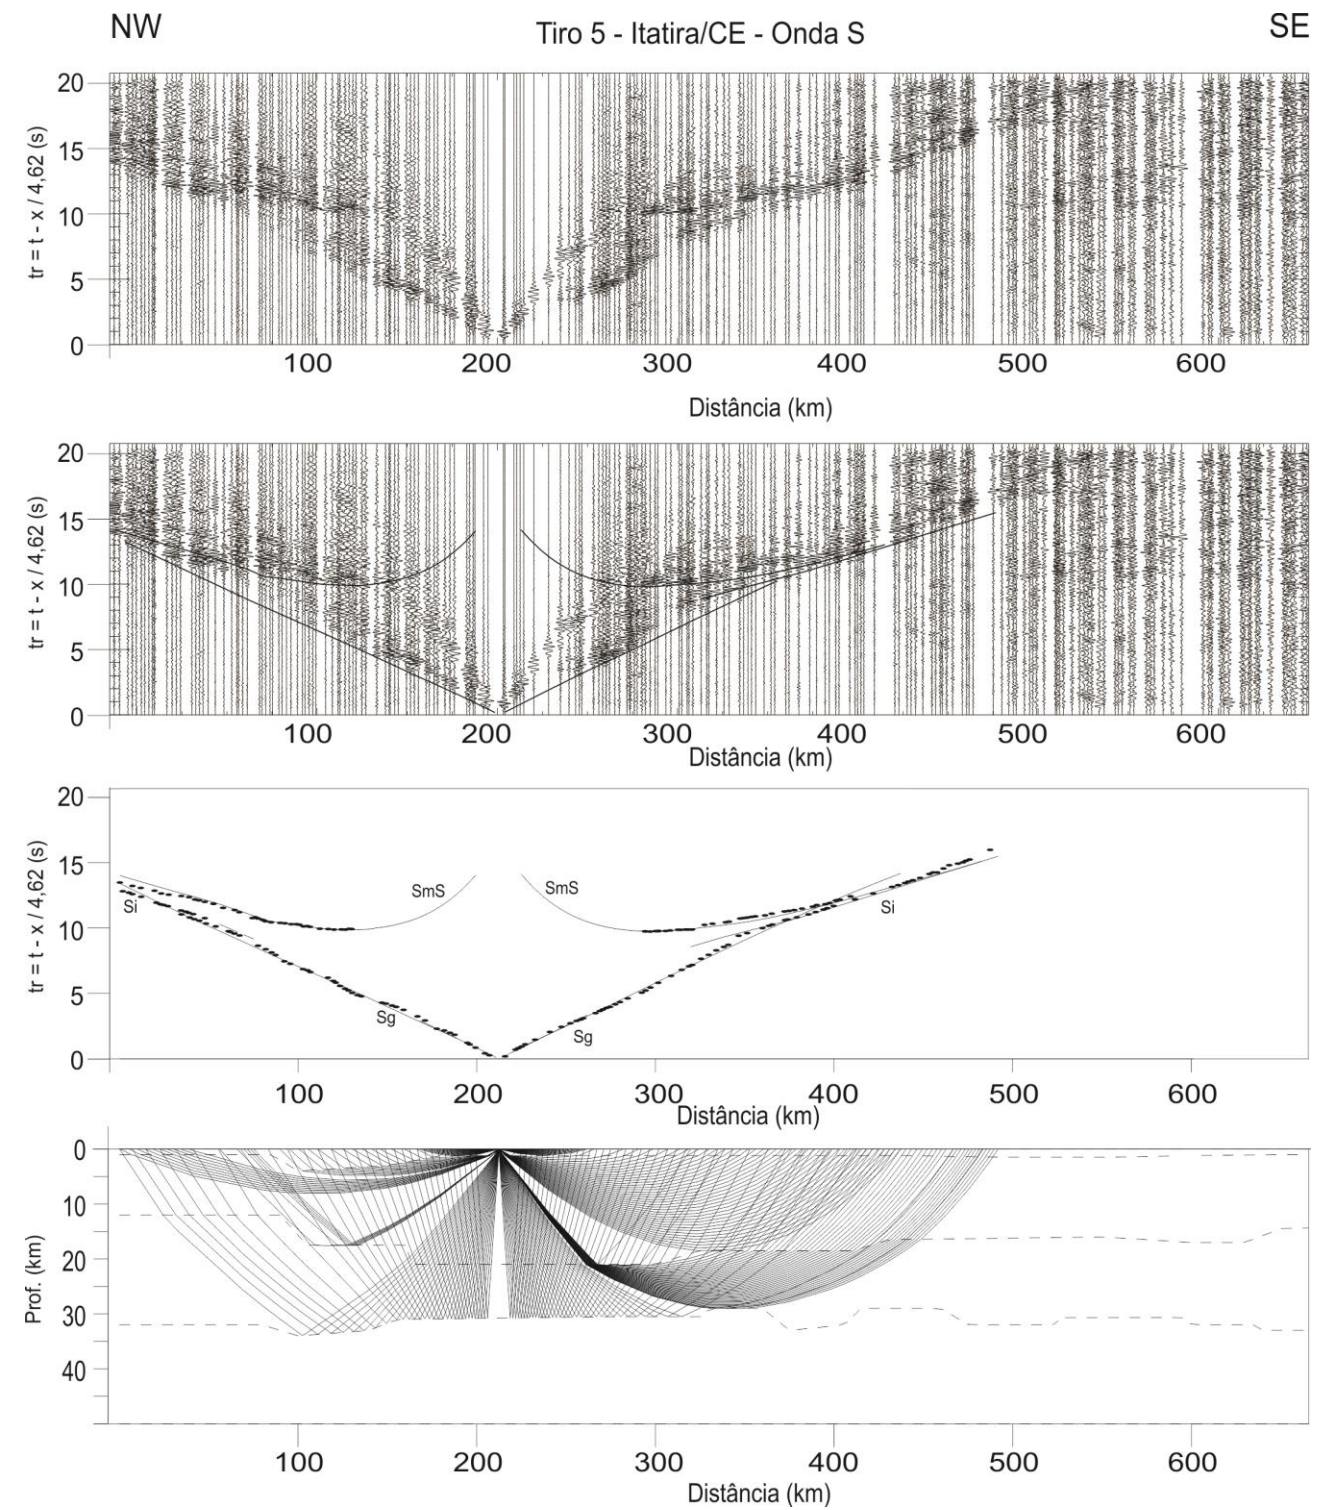 NW Tiro 5 - Itatira/CE - Onda S SE
tr = t - x / 4,62 (s)
20
15
10
5
0
100 200 300 400 500 600
Distância (km)
tr = t - x / 4,62 (s)
20
15
10
5
0
100 200 300 400 500 600
Distância (km)
tr = t - x / 4,62 (s)
20
15
10
5
0
SmS SmS
Si Si
Sg Sg
100 200 300 400 500 600
Distância (km)
Prof. (km)
0
10
20
30
40
100 200 300 400 500 600
Distância (km)